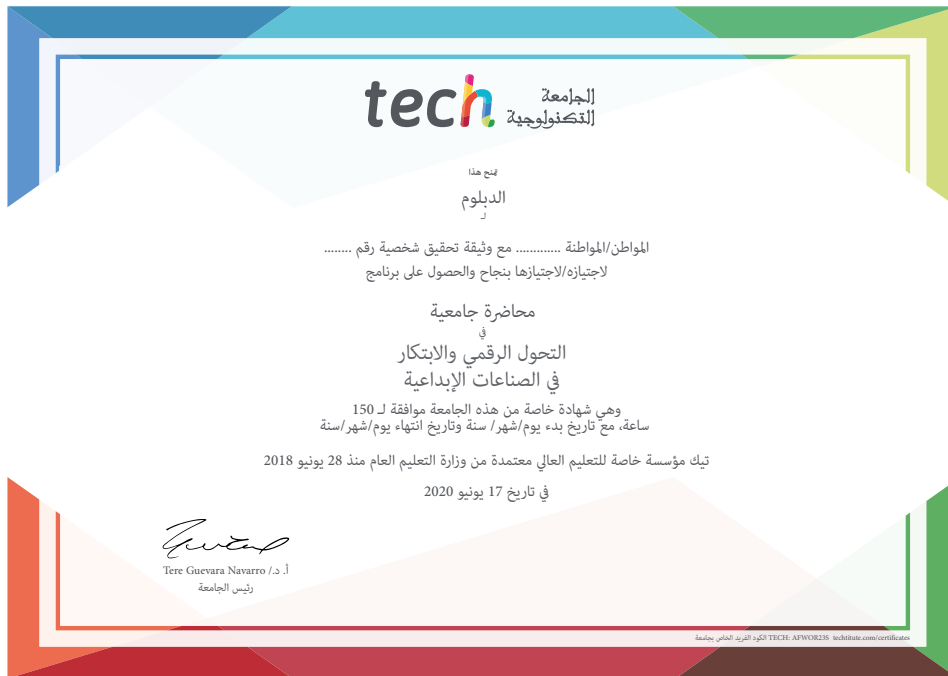 tech الجامعة
التكنولوجية
تمنح هذا
الدبلوم
لـ
المواطن/المواطنة ............. مع وثيقة تحقيق شخصية رقم ........
لاجتيازه/لاجتيازها بنجاح والحصول على برنامج
محاضرة جامعية
في
التحول الرقمي والابتكار
في الصناعات الإبداعية
وهي شهادة خاصة من هذه الجامعة موافقة لـ 150
ساعة، مع تاريخ بدء يوم/شهر/ سنة وتاريخ انتهاء يوم/شهر/سنة
تيك مؤسسة خاصة للتعليم العالي معتمدة من وزارة التعليم العام منذ 28 يونيو 2018
في تاريخ 17 يونيو 2020
أ. د./ Tere Guevara Navarro
رئيس الجامعة
الكود الفريد الخاص بجامعة TECH: AFWOR235 techtitute.com/certificates